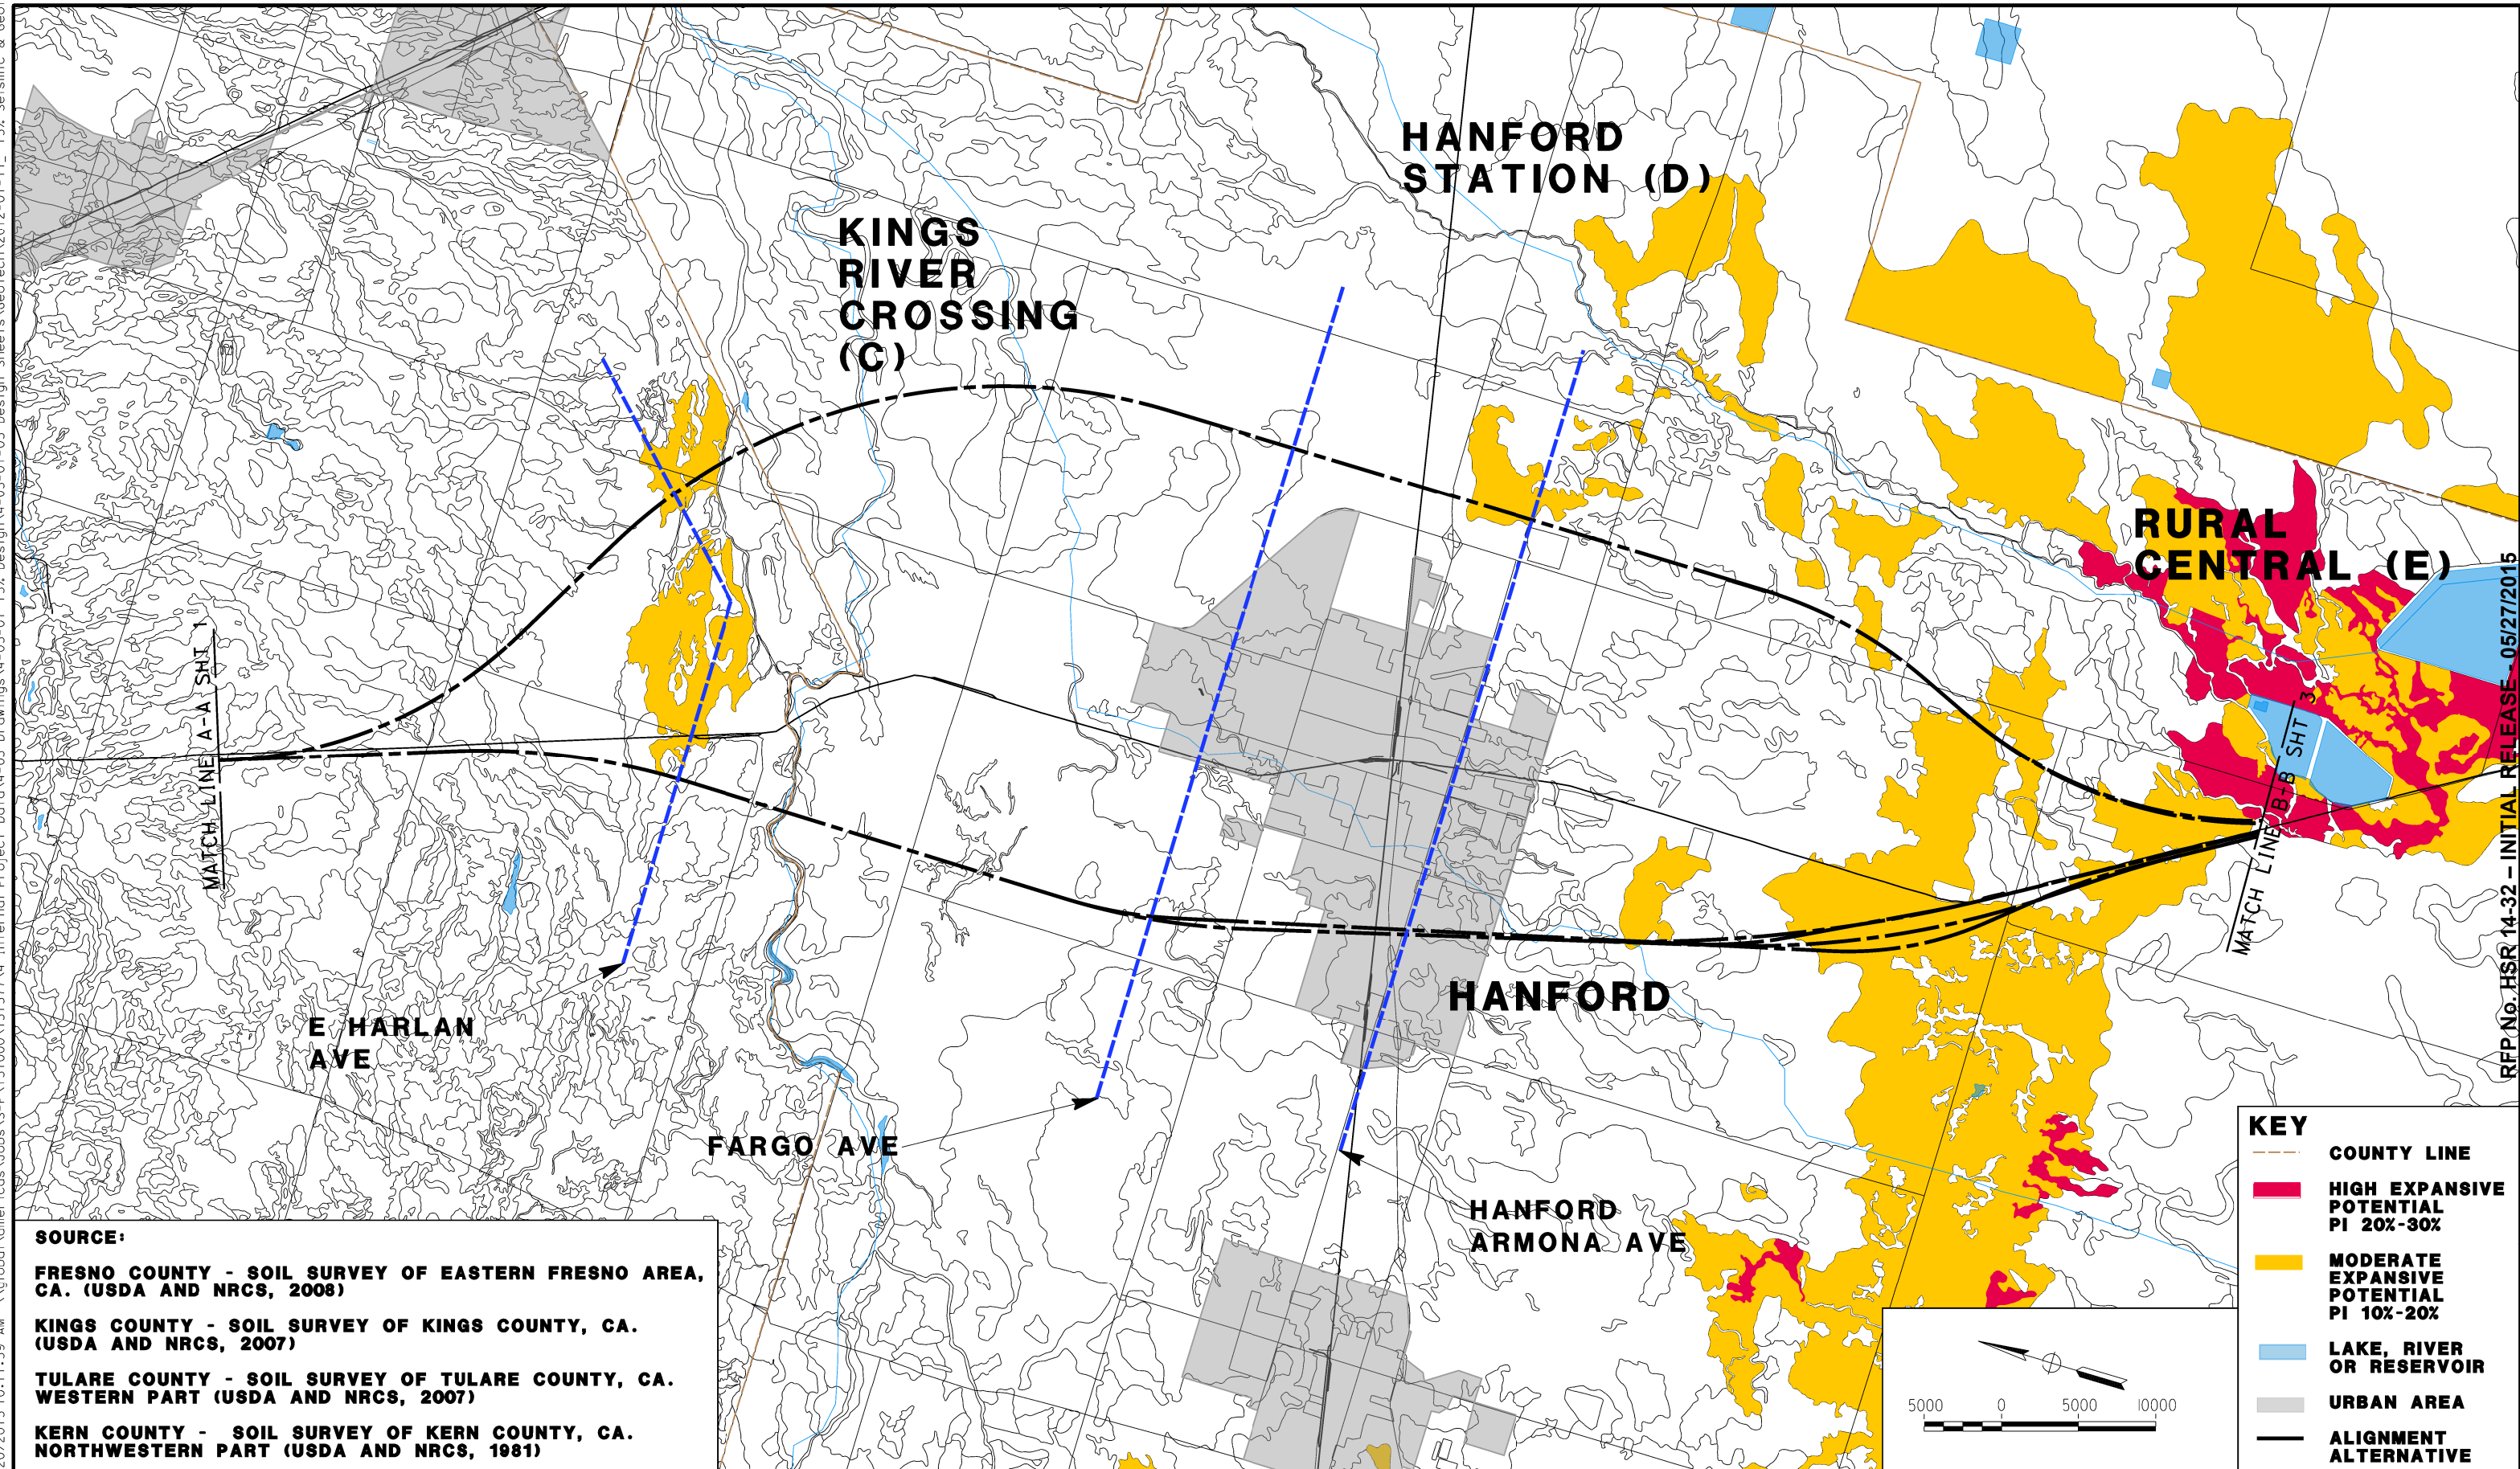 HANFORD
STATION (D)
KINGS
RIVER
CROSSING
(C)
RURAL
CENTRAL (E)
MATCH LINE A-A SHT 1
MATCH LINE B-B SHT 3
RFP No. HSR 14-32 – INITIAL RELEASE - 05/27/2015
HANFORD
E HARLAN
AVE
FARGO AVE
HANFORD
ARMONA AVE
SOURCE:
FRESNO COUNTY - SOIL SURVEY OF EASTERN FRESNO AREA,
CA. (USDA AND NRCS, 2008)
KINGS COUNTY - SOIL SURVEY OF KINGS COUNTY, CA.
(USDA AND NRCS, 2007)
TULARE COUNTY - SOIL SURVEY OF TULARE COUNTY, CA.
WESTERN PART (USDA AND NRCS, 2007)
KERN COUNTY - SOIL SURVEY OF KERN COUNTY, CA.
NORTHWESTERN PART (USDA AND NRCS, 1981)
5000 0 5000 10000
KEY
COUNTY LINE
HIGH EXPANSIVE
POTENTIAL
PI 20%-30%
MODERATE
EXPANSIVE
POTENTIAL
PI 10%-20%
LAKE, RIVER
OR RESERVOIR
URBAN AREA
ALIGNMENT
ALTERNATIVE